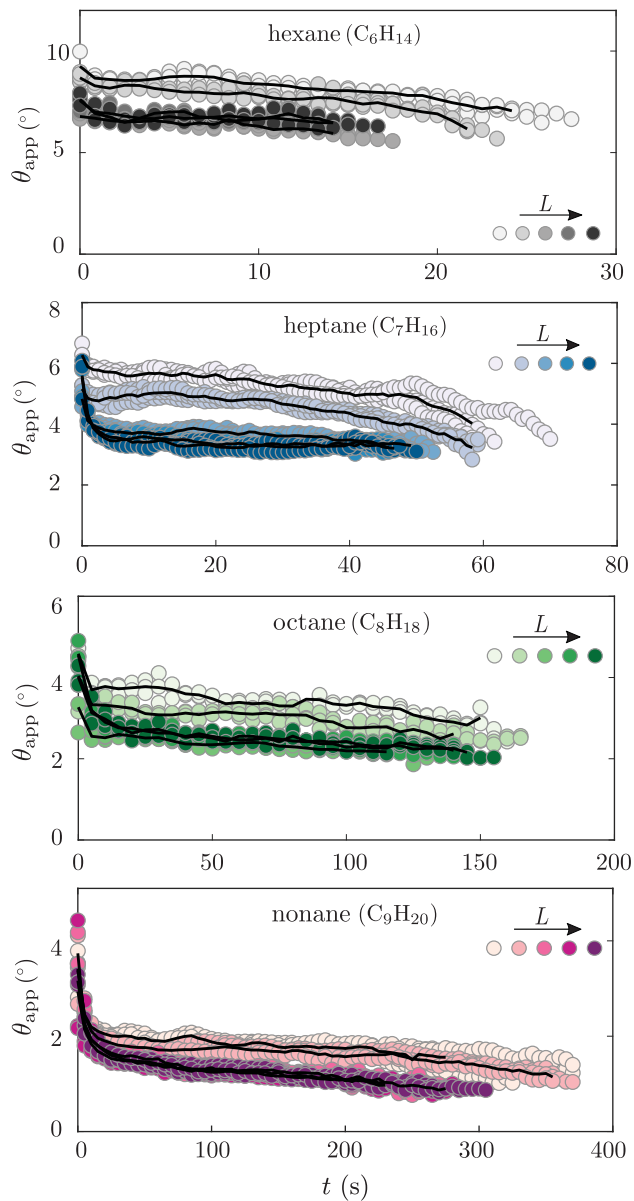 hexane (C₆H₁₄)
10
5
0
θapp (°)
L
0 10 20 30
heptane (C₇H₁₆)
8
6
4
2
0
θapp (°)
L
0 20 40 60 80
octane (C₈H₁₈)
6
4
2
0
θapp (°)
L
0 50 100 150 200
nonane (C₉H₂₀)
4
2
0
θapp (°)
L
0 100 200 300 400
t (s)